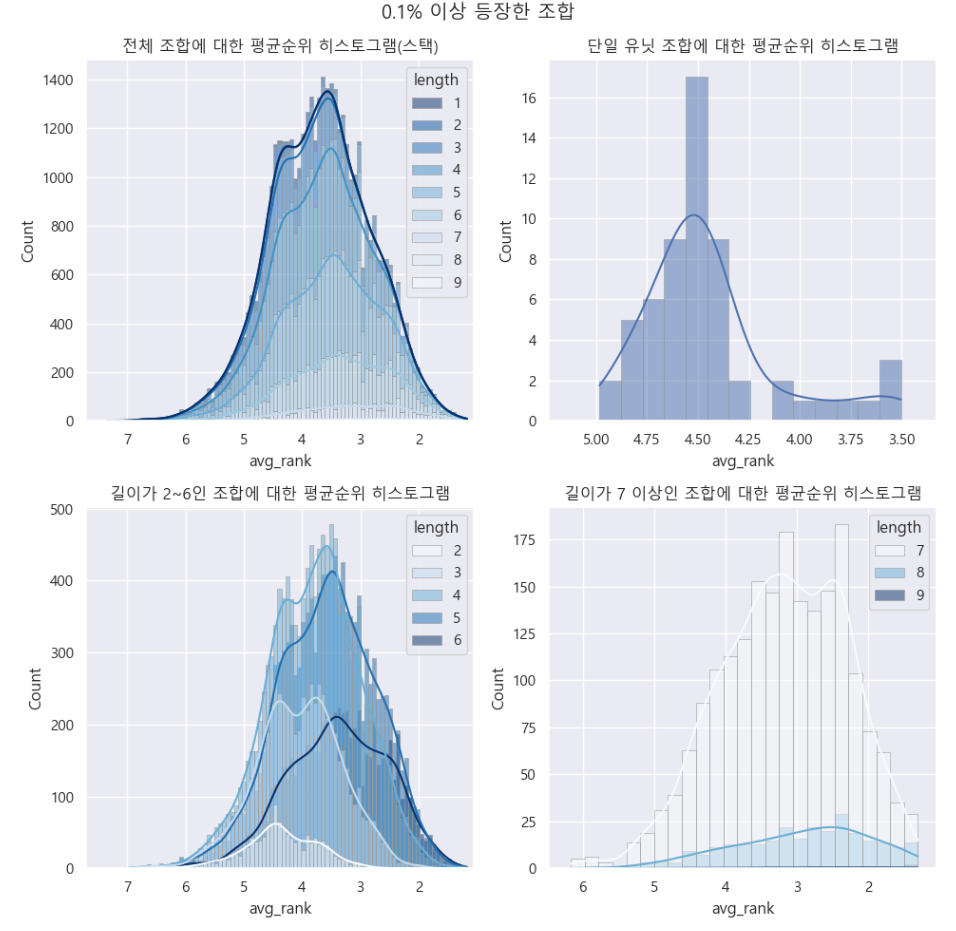 0.1% 이상 등장한 조합
전체 조합에 대한 평균순위 히스토그램(스택)
Count
1400
1200
1000
800
600
400
200
0
length
1
2
3
4
5
6
7
8
9
7 6 5 4 3 2
avg_rank
단일 유닛 조합에 대한 평균순위 히스토그램
Count
16
14
12
10
8
6
4
2
0
5.00 4.75 4.50 4.25 4.00 3.75 3.50
avg_rank
길이가 2~6인 조합에 대한 평균순위 히스토그램
Count
500
400
300
200
100
0
length
2
3
4
5
6
7 6 5 4 3 2
avg_rank
길이가 7 이상인 조합에 대한 평균순위 히스토그램
Count
175
150
125
100
75
50
25
0
length
7
8
9
6 5 4 3 2
avg_rank